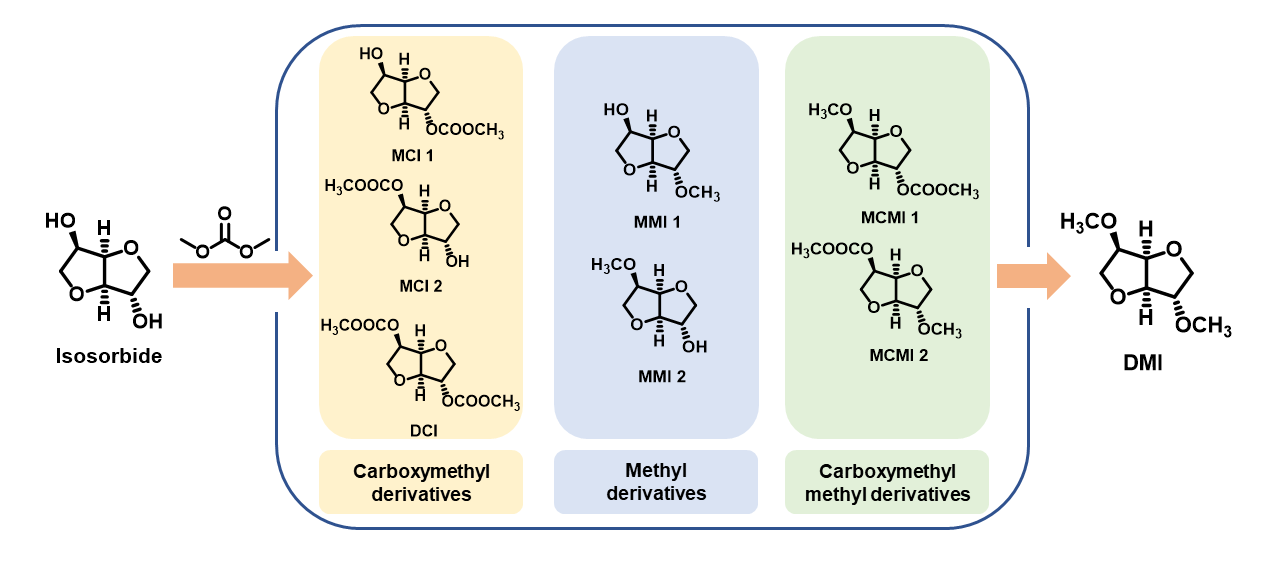 HO
H
O
O
H
OH
Isosorbide
O
O
O
HO
H
O
O
H
OCOOCH3
MCI 1
H3COOCO
H
O
O
H
OH
MCI 2
H3COOCO
H
O
O
H
OCOOCH3
DCI
Carboxymethyl
derivatives
HO
H
O
O
H
OCH3
MMI 1
H3CO
H
O
O
H
OH
MMI 2
Methyl
derivatives
H3CO
H
O
O
H
OCOOCH3
MCMI 1
H3COOCO
H
O
O
H
OCH3
MCMI 2
Carboxymethyl
methyl derivatives
H3CO
H
O
O
H
OCH3
DMI